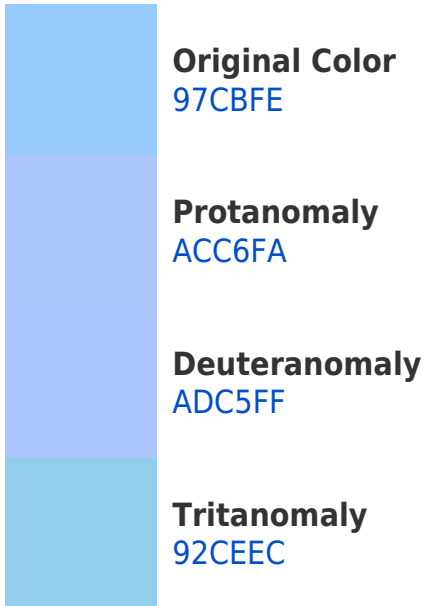 Original Color
97CBFE
Protanomaly
ACC6FA
Deuteranomaly
ADC5FF
Tritanomaly
92CEEC